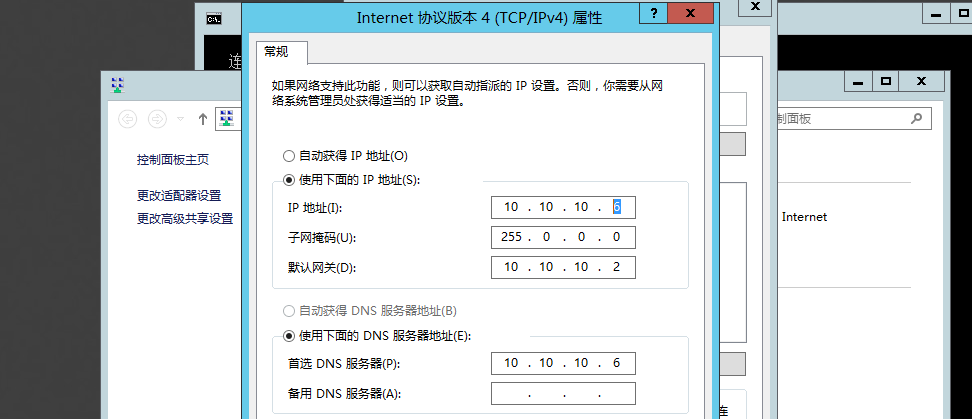 Internet 协议版本 4 (TCP/IPv4) 属性
?
x
常规
如果网络支持此功能，则可以获取自动指派的 IP 设置。否则，你需要从网
络系统管理员处获得适当的 IP 设置。
自动获得 IP 地址(O)
使用下面的 IP 地址(S):
IP 地址(I):
10 . 10 . 10 . 6
子网掩码(U):
255 . 0 . 0 . 0
默认网关(D):
10 . 10 . 10 . 2
自动获得 DNS 服务器地址(B)
使用下面的 DNS 服务器地址(E):
首选 DNS 服务器(P):
10 . 10 . 10 . 6
备用 DNS 服务器(A):
. . .
C:\.
连
控制面板主页
更改适配器设置
更改高级共享设置
制面板
Internet
连